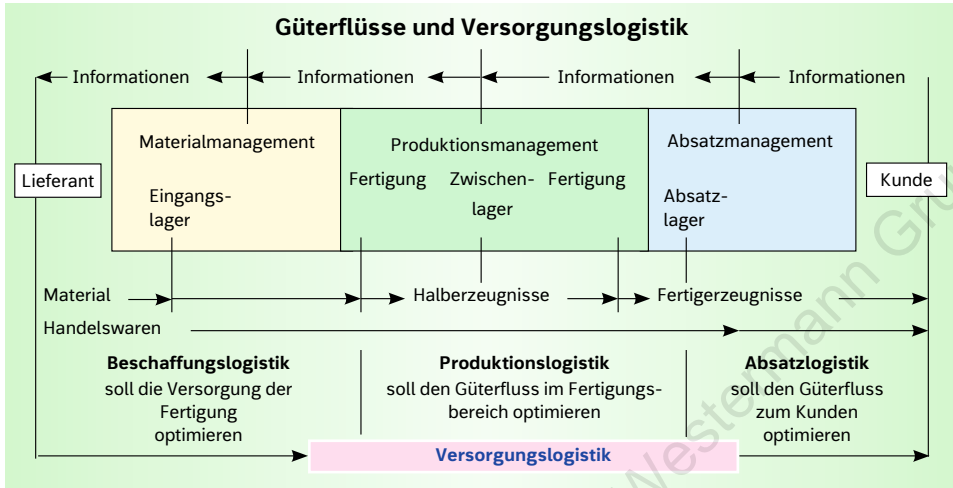 Güterflüsse und Versorgungslogistik
Informationen Informationen Informationen Informationen
Materialmanagement
Produktionsmanagement
Absatzmanagement
Lieferant
Fertigung Zwischen- Fertigung
lager
Kunde
Eingangs-
lager
Absatz-
lager
Material Halberzeugnisse Fertigerzeugnisse
Handelswaren
Beschaffungslogistik
soll die Versorgung der
Fertigung
optimieren
Produktionslogistik
soll den Güterfluss im Fertigungs-
bereich optimieren
Absatzlogistik
soll den Güterfluss
zum Kunden
optimieren
Versorgungslogistik
Westermann Gru